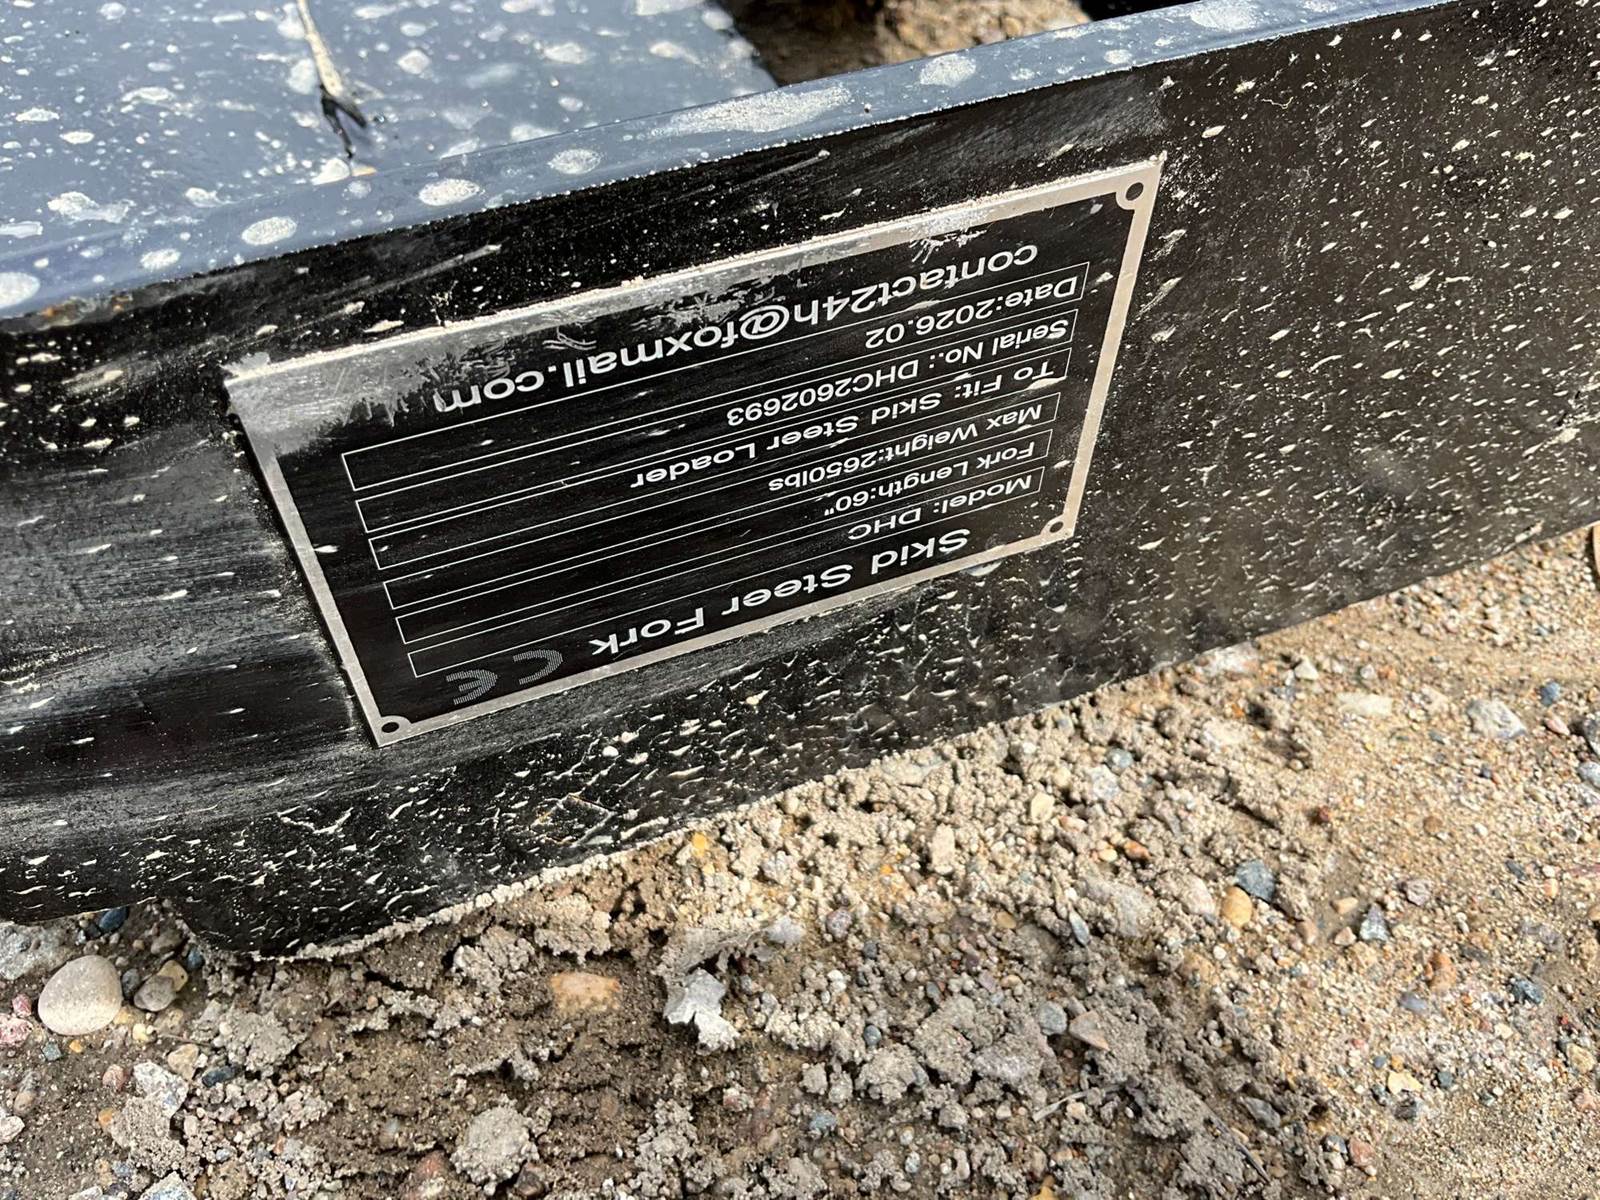 Skid Steer Fork CE
Model: DHC
Fork Length:60"
Max Weight:2650lbs
To Fit: Skid Steer Loader
Serial No.: DHC2602693
Date:2026.02
contact24h@foxmail.com